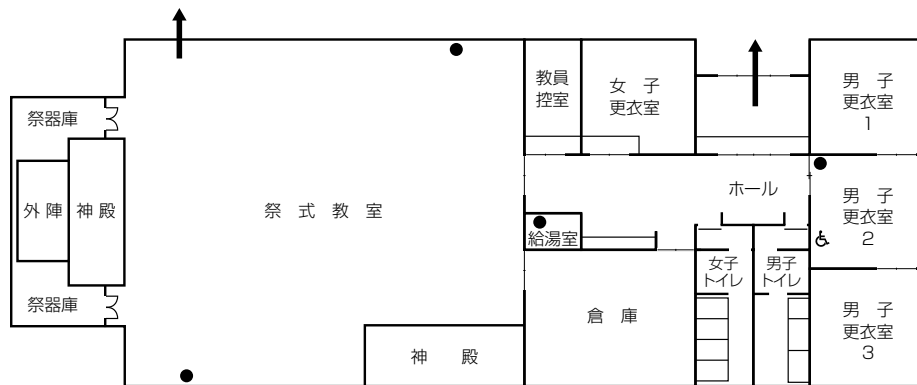 教員
控室
女子
更衣室
男子
更衣室
1
祭器庫
外陣
神殿
祭式教室
ホール
男子
更衣室
2
給湯室
女子
トイレ
男子
トイレ
祭器庫
倉庫
男子
更衣室
3
神殿